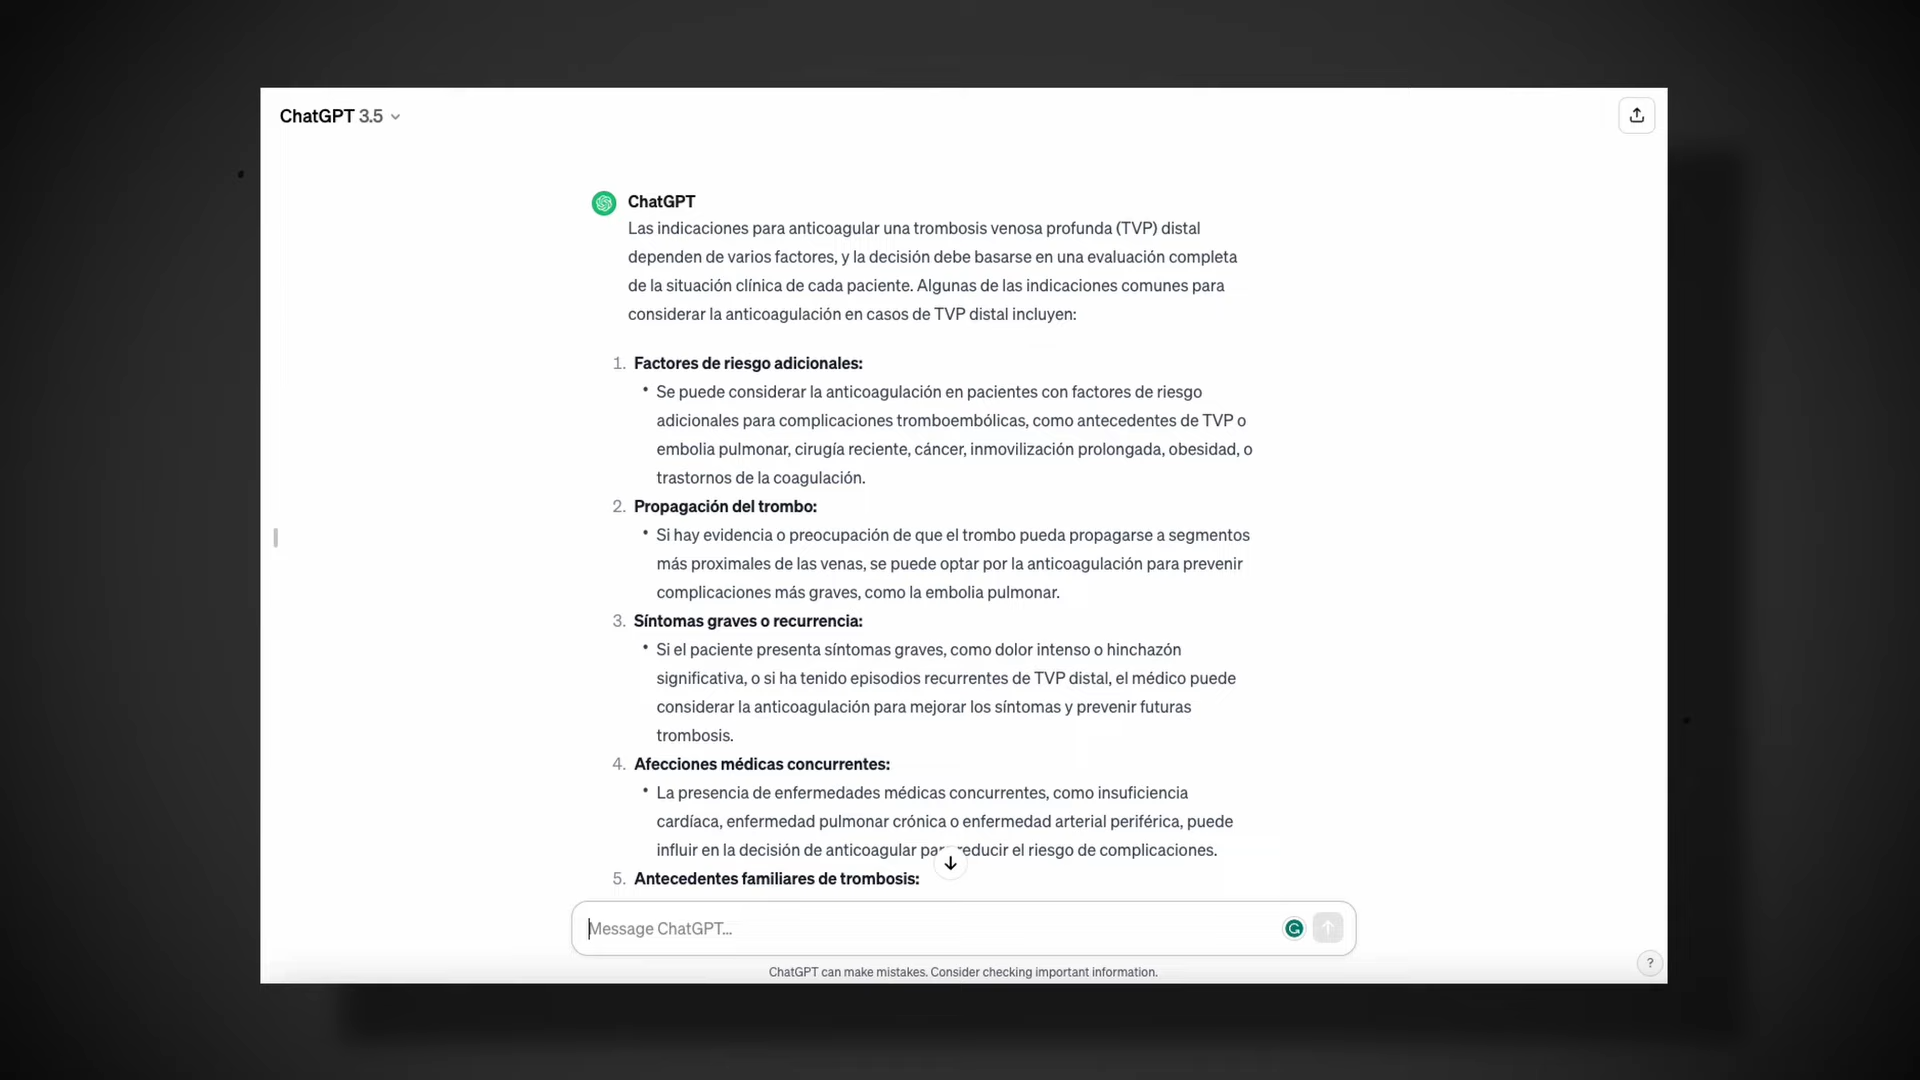 ChatGPT 3.5
ChatGPT
Las indicaciones para anticoagular una trombosis venosa profunda (TVP) distal
dependen de varios factores, y la decisión debe basarse en una evaluación completa
de la situación clínica de cada paciente. Algunas de las indicaciones comunes para
considerar la anticoagulación en casos de TVP distal incluyen:
1. Factores de riesgo adicionales:
• Se puede considerar la anticoagulación en pacientes con factores de riesgo
adicionales para complicaciones tromboembólicas, como antecedentes de TVP o
embolia pulmonar, cirugía reciente, cáncer, inmovilización prolongada, obesidad, o
trastornos de la coagulación.
2. Propagación del trombo:
• Si hay evidencia o preocupación de que el trombo pueda propagarse a segmentos
más proximales de las venas, se puede optar por la anticoagulación para prevenir
complicaciones más graves, como la embolia pulmonar.
3. Síntomas graves o recurrencia:
• Si el paciente presenta síntomas graves, como dolor intenso o hinchazón
significativa, o si ha tenido episodios recurrentes de TVP distal, el médico puede
considerar la anticoagulación para mejorar los síntomas y prevenir futuras
trombosis.
4. Afecciones médicas concurrentes:
• La presencia de enfermedades médicas concurrentes, como insuficiencia
cardíaca, enfermedad pulmonar crónica o enfermedad arterial periférica, puede
influir en la decisión de anticoagular para reducir el riesgo de complicaciones.
5. Antecedentes familiares de trombosis:
Message ChatGPT...
ChatGPT can make mistakes. Consider checking important information.
?